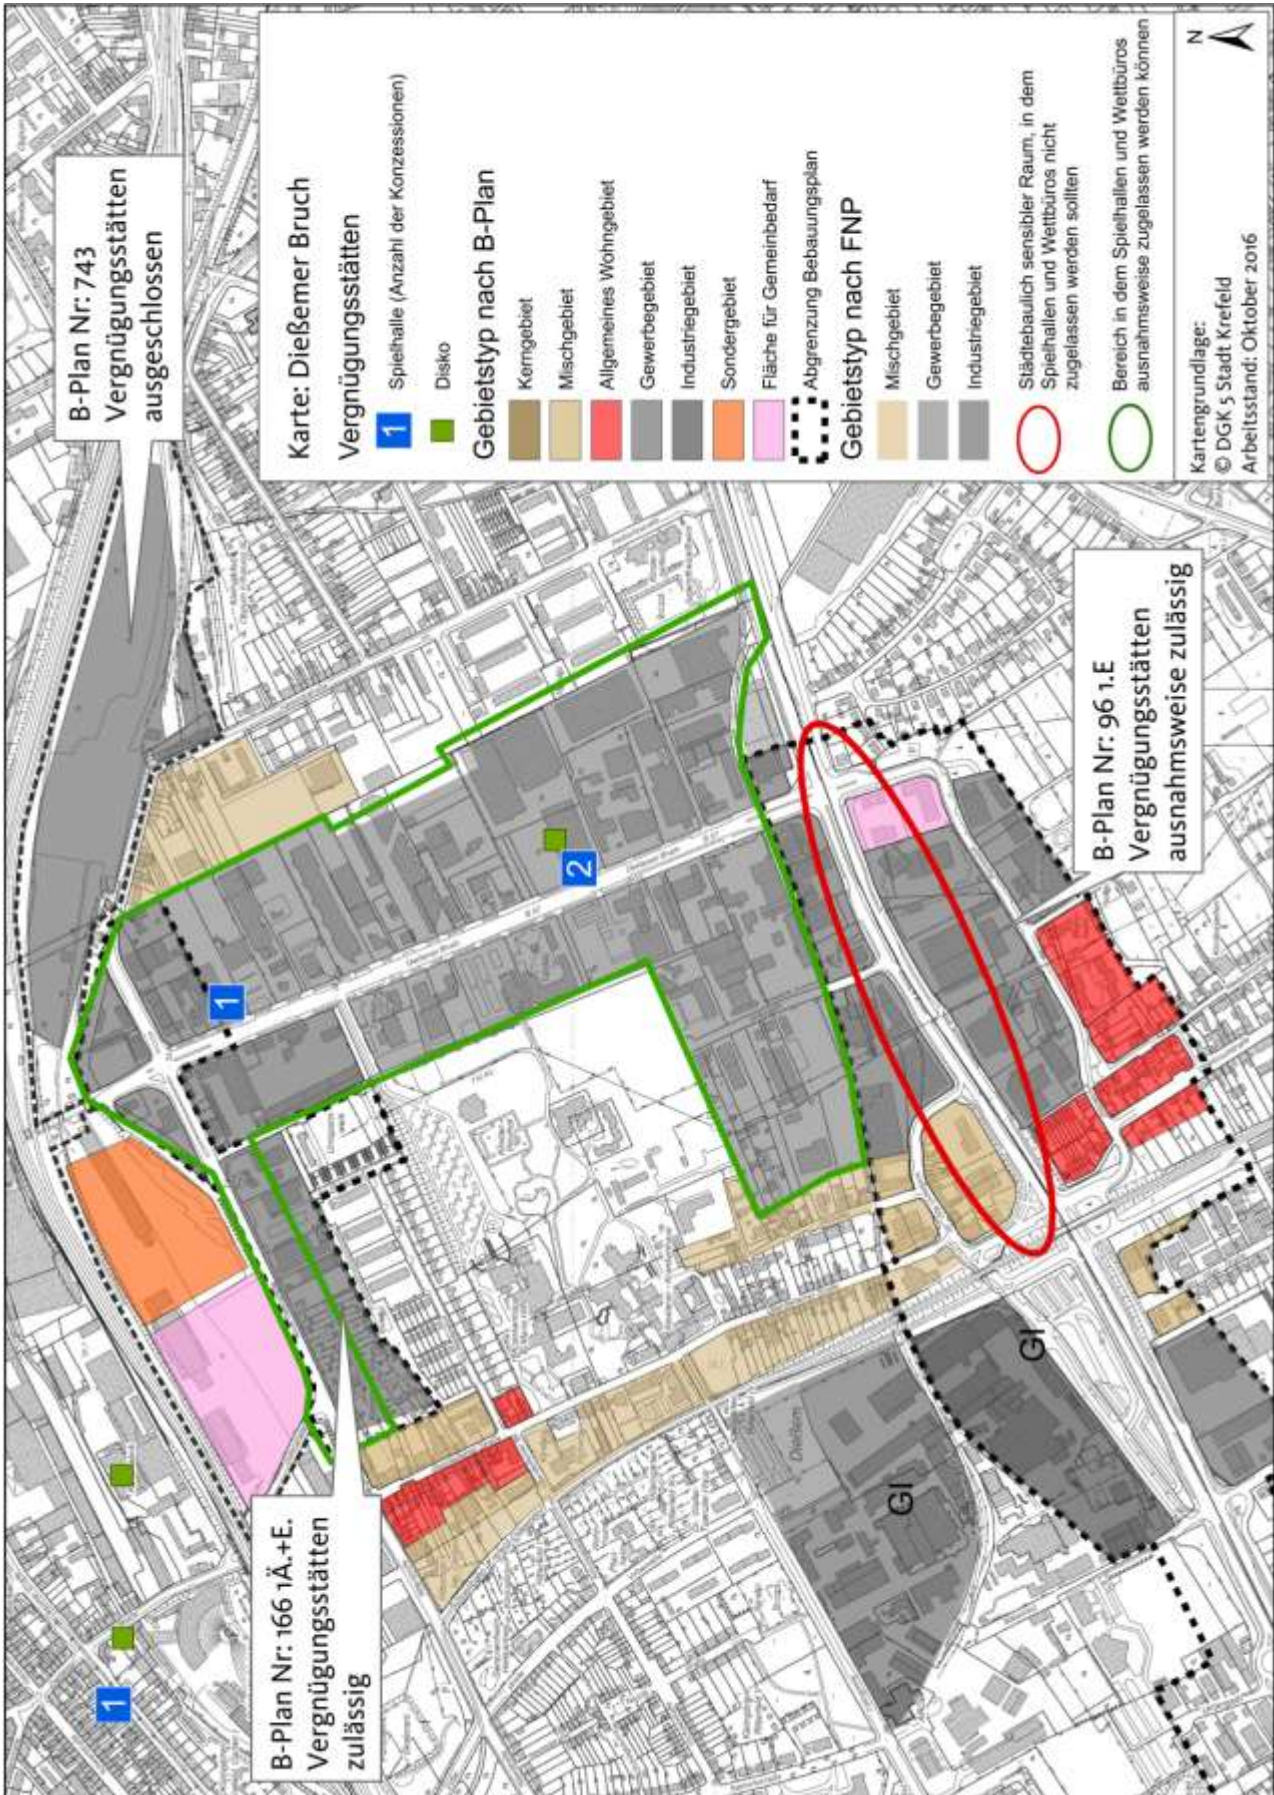 B-Plan Nr: 743
Vergnügungsstätten
ausgeschlossen
Karte: Dießemer Bruch
Vergnügungsstätten
1 Spielhalle (Anzahl der Konzessionen)
Disko
Gebietstyp nach B-Plan
Kerngebiet
Mischgebiet
Allgemeines Wohngebiet
Gewerbegebiet
Industriegebiet
Sondergebiet
Fläche für Gemeinbedarf
Abgrenzung Bebauungsplan
Gebietstyp nach FNP
Mischgebiet
Gewerbegebiet
Industriegebiet
Städtebaulich sensibler Raum, in dem
Spielhallen und Wettbüros nicht
zugelassen werden sollten
Bereich in dem Spielhallen und Wettbüros
ausnahmsweise zugelassen werden können
Kartengrundlage:
© DGK 5 Stadt Krefeld
Arbeitsstand: Oktober 2016
N
1
2
1
B-Plan Nr: 166 1Ä.+E.
Vergnügungsstätten
zulässig
B-Plan Nr: 96 1.E
Vergnügungsstätten
ausnahmsweise zulässig
GI
GI
Dießem